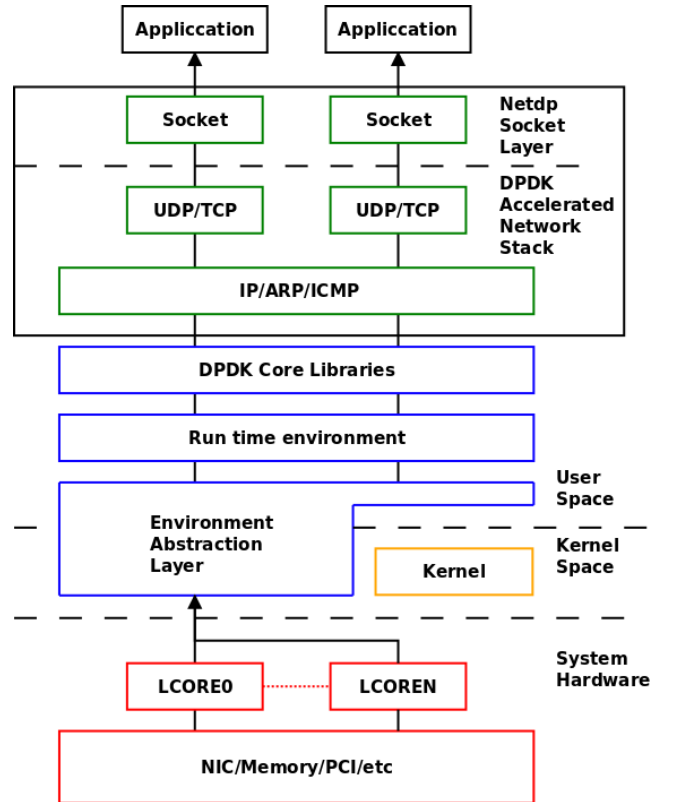 Appliccation
Appliccation
Socket
Socket
Netdp
Socket
Layer
UDP/TCP
UDP/TCP
DPDK
Accelerated
Network
Stack
IP/ARP/ICMP
DPDK Core Libraries
Run time environment
User
Space
Environment
Abstraction
Layer
Kernel
Kernel
Space
LCORE0
LCOREN
System
Hardware
NIC/Memory/PCI/etc